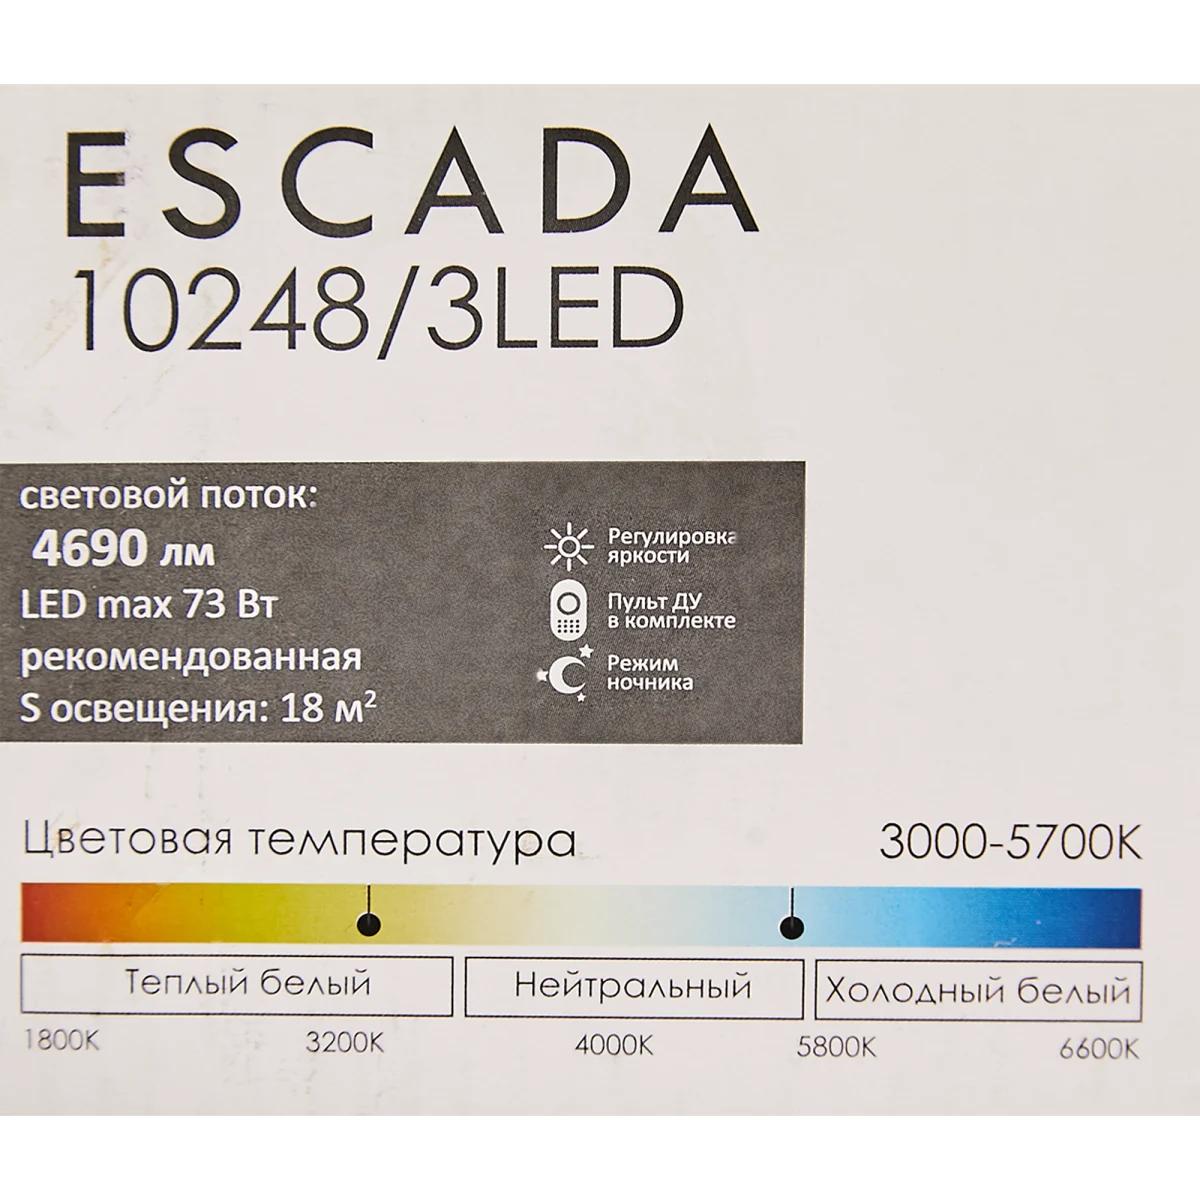 ESCADA
10248/3LED
световой поток:
4690 лм
LED max 73 Вт
рекомендованная
S освещения: 18 м²
Регулировка
яркости
Пульт ДУ
в комплекте
Режим
ночника
Цветовая температура
3000-5700K
Теплый белый
Нейтральный
Холодный белый
1800K 3200K 4000K 5800K 6600K